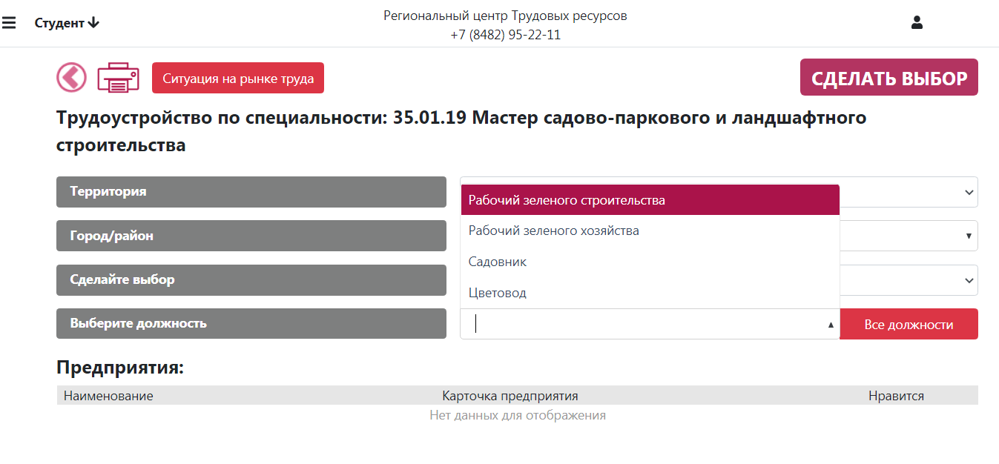 Студент
Региональный центр Трудовых ресурсов
+7 (8482) 95-22-11
Ситуация на рынке труда
СДЕЛАТЬ ВЫБОР
Трудоустройство по специальности: 35.01.19 Мастер садово-паркового и ландшафтного
строительства
Территория
Рабочий зеленого строительства
Город/район
Рабочий зеленого хозяйства
Садовник
Сделайте выбор
Цветовод
Выберите должность
Все должности
Предприятия:
Наименование Карточка предприятия Нравится
Нет данных для отображения